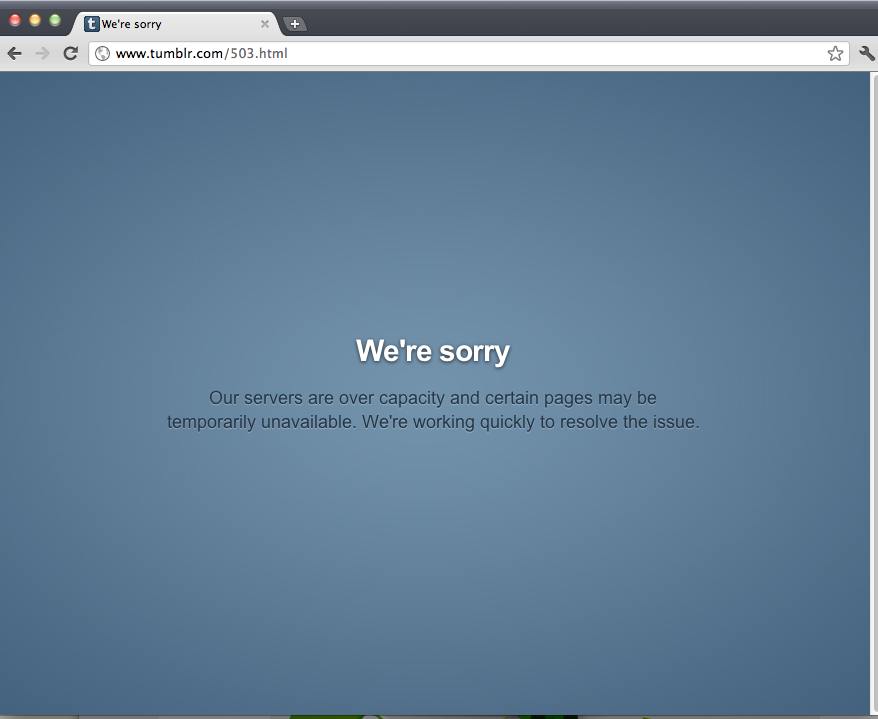 We're sorry
www.tumblr.com/503.html
We're sorry
Our servers are over capacity and certain pages may be
temporarily unavailable. We're working quickly to resolve the issue.